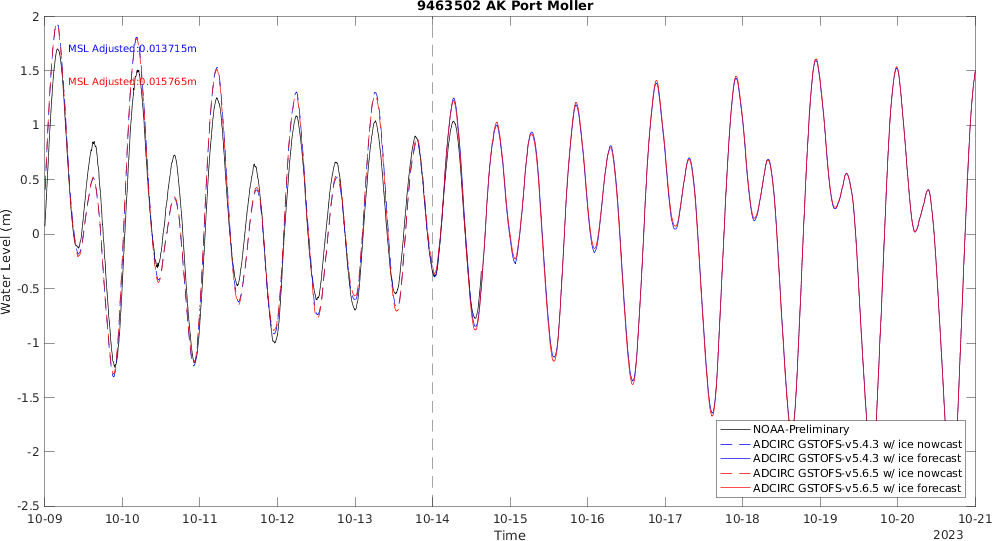 9463502 AK Port Moller
MSL Adjusted:0.013715m
MSL Adjusted:0.015765m
Water Level (m)
2
1.5
1
0.5
0
-0.5
-1
-1.5
-2
-2.5
NOAA-Preliminary
ADCIRC GSTOFS-v5.4.3 w/ ice nowcast
ADCIRC GSTOFS-v5.4.3 w/ ice forecast
ADCIRC GSTOFS-v5.6.5 w/ ice nowcast
ADCIRC GSTOFS-v5.6.5 w/ ice forecast
10-09 10-10 10-11 10-12 10-13 10-14 10-15 10-16 10-17 10-18 10-19 10-20 10-21
Time
2023